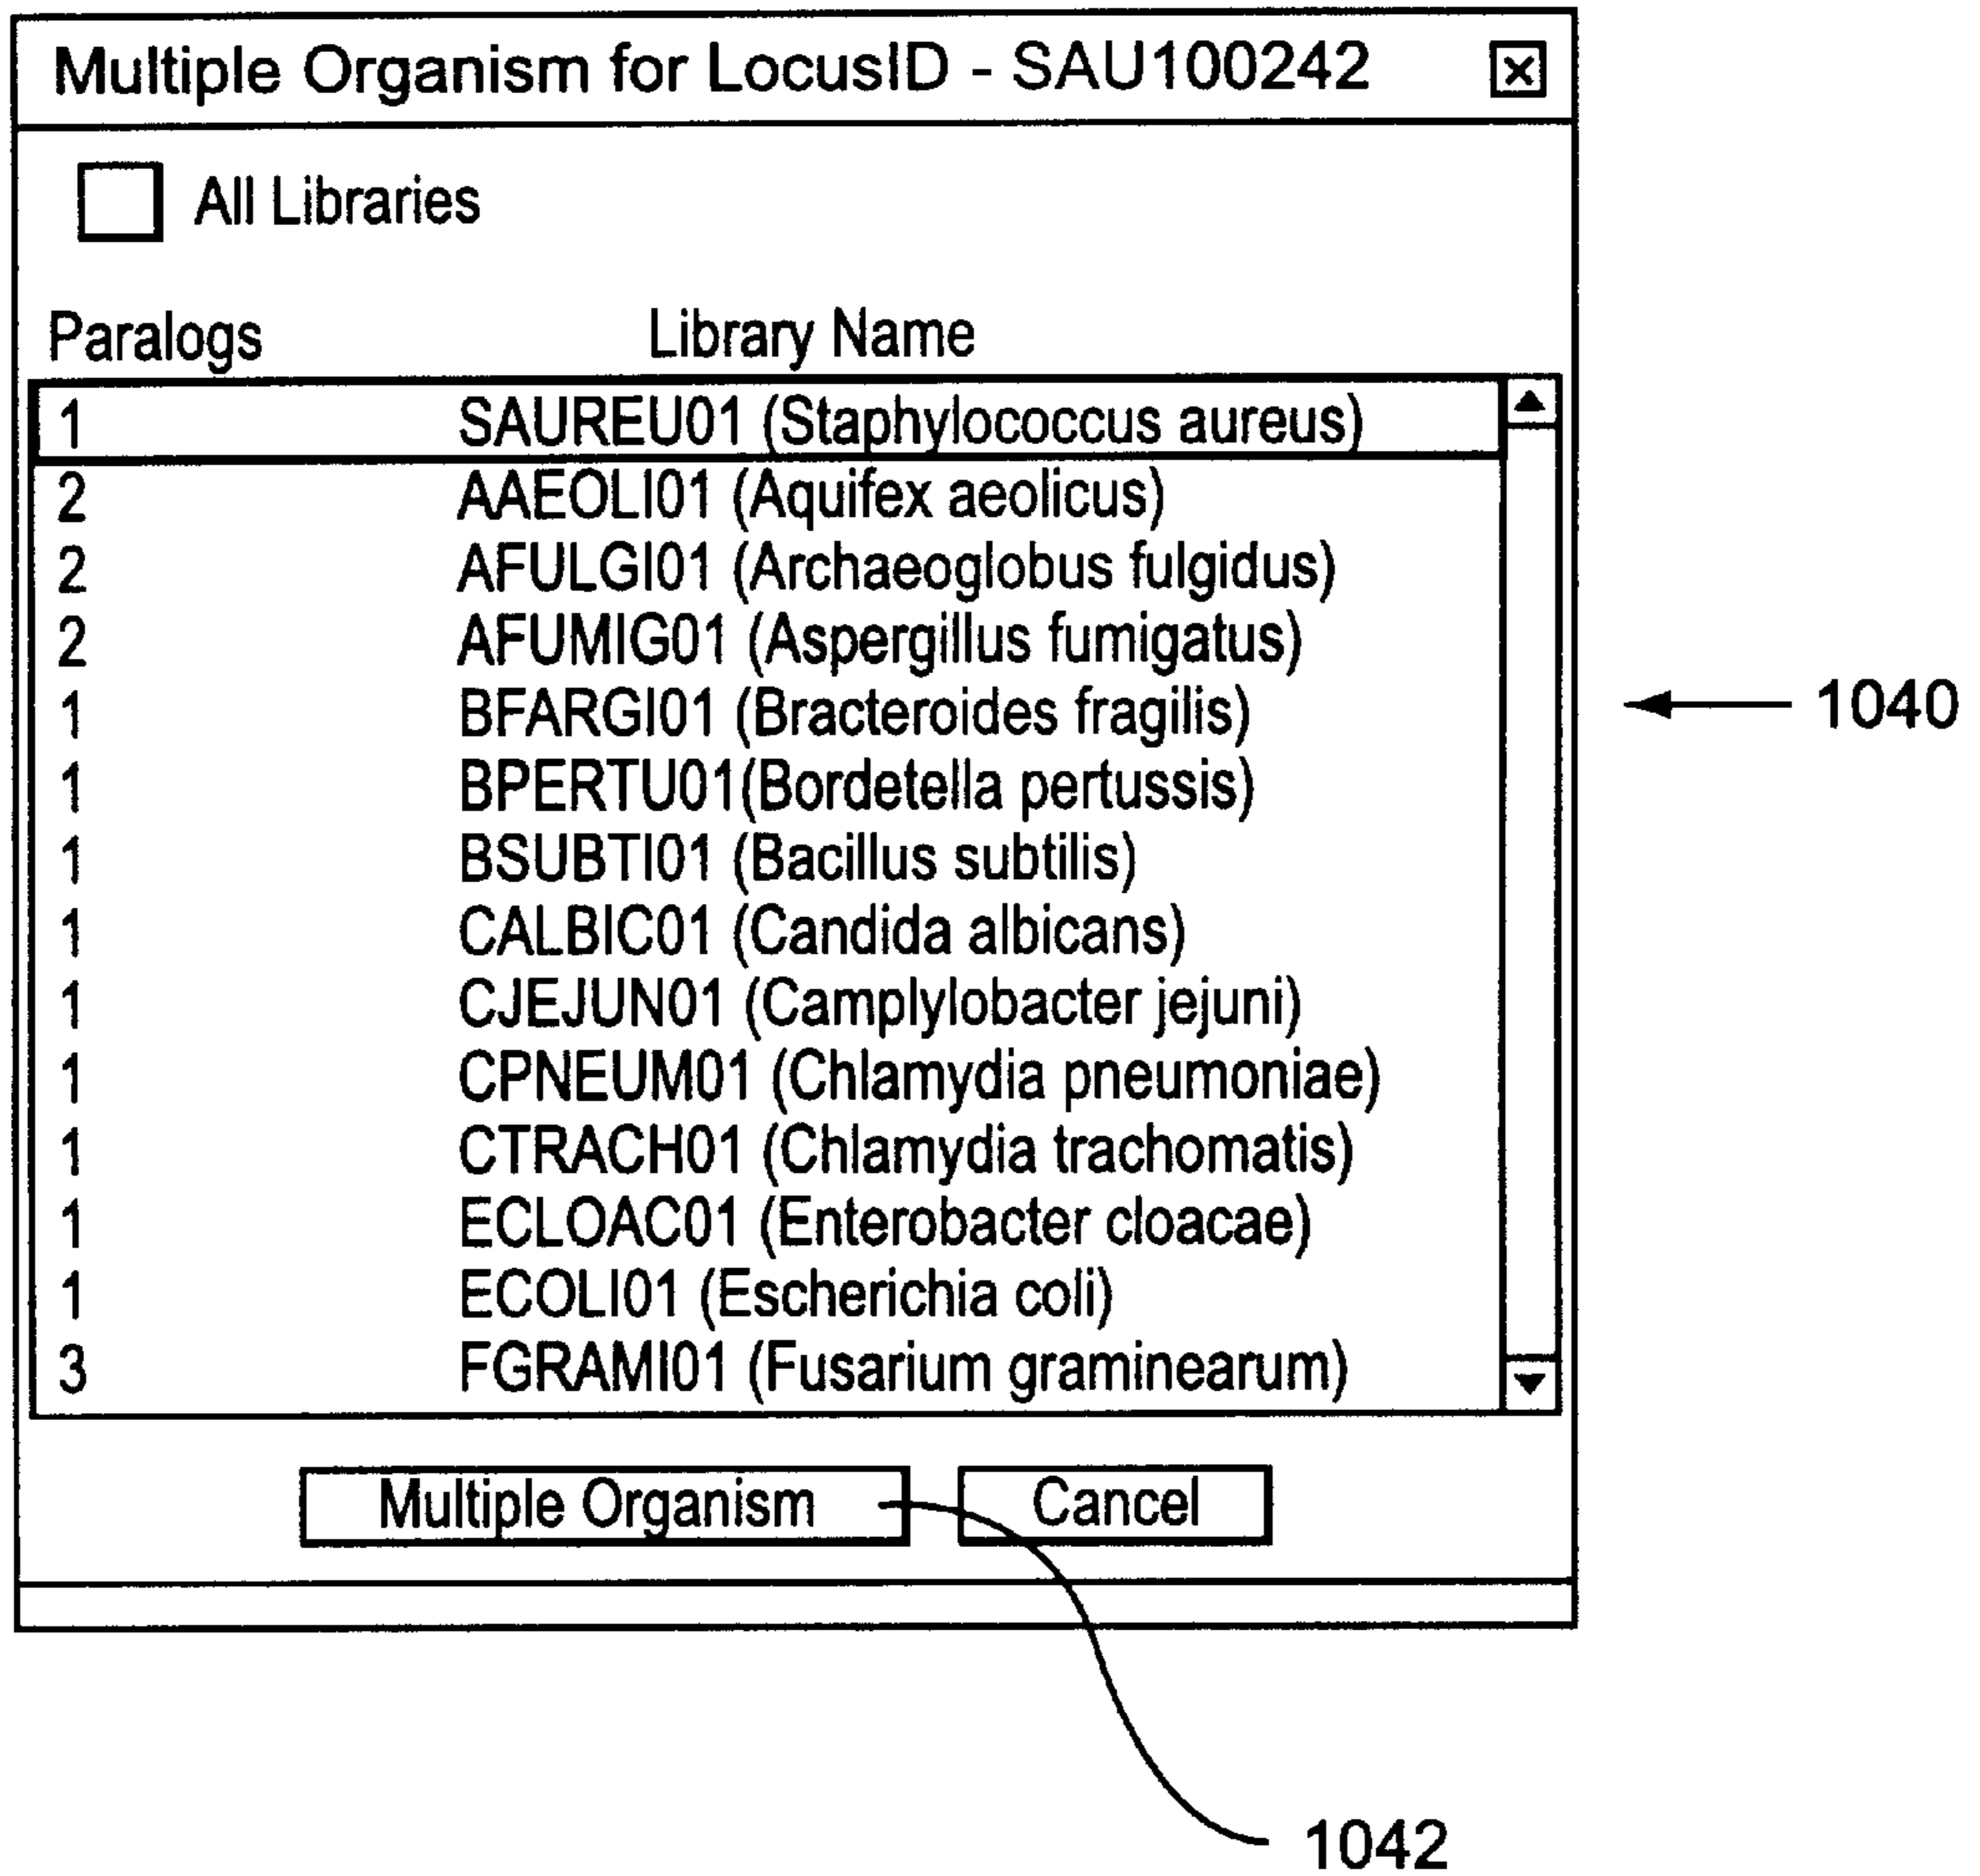 Multiple Organism for LocusID - SAU100242
All Libraries
Paralogs Library Name
1 SAUREU01 (Staphylococcus aureus)
2 AAEOLI01 (Aquifex aeolicus)
2 AFULGI01 (Archaeoglobus fulgidus)
2 AFUMIG01 (Aspergillus fumigatus)
1 BFARGI01 (Bracteroides fragilis)
1 BPERTU01(Bordetella pertussis)
1 BSUBTI01 (Bacillus subtilis)
1 CALBIC01 (Candida albicans)
1 CJEJUN01 (Camplylobacter jejuni)
1 CPNEUM01 (Chlamydia pneumoniae)
1 CTRACH01 (Chlamydia trachomatis)
1 ECLOAC01 (Enterobacter cloacae)
1 ECOLI01 (Escherichia coli)
3 FGRAMI01 (Fusarium graminearum)
1040
Multiple Organism Cancel
1042